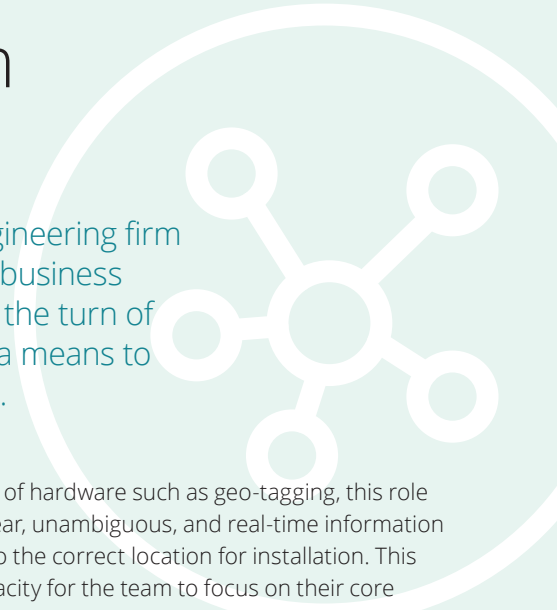 n
gineering firm
business
the turn of
a means to
.
of hardware such as geo-tagging, this role
ear, unambiguous, and real-time information
o the correct location for installation. This
acity for the team to focus on their core